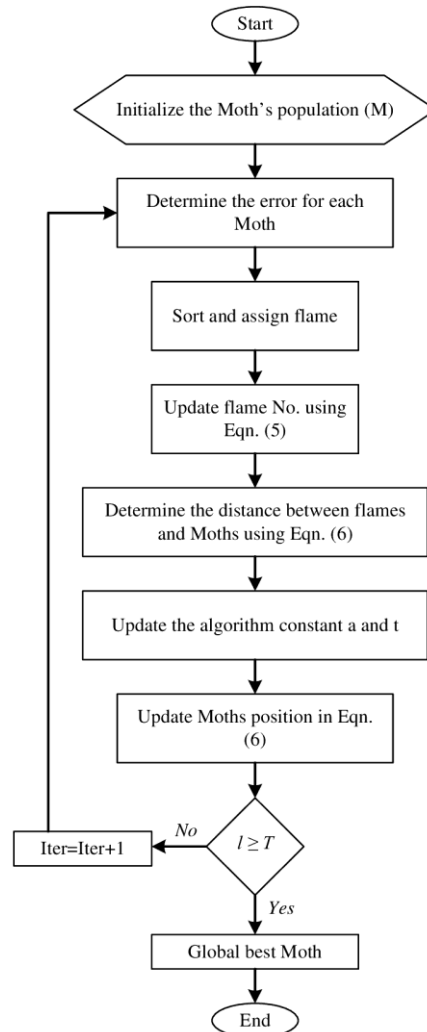 Start
Initialize the Moth's population (M)
Determine the error for each
Moth
Sort and assign flame
Update flame No. using
Eqn. (5)
Determine the distance between flames
and Moths using Eqn. (6)
Update the algorithm constant a and t
Update Moths position in Eqn.
(6)
No
l ≥ T
Iter=Iter+1
Yes
Global best Moth
End